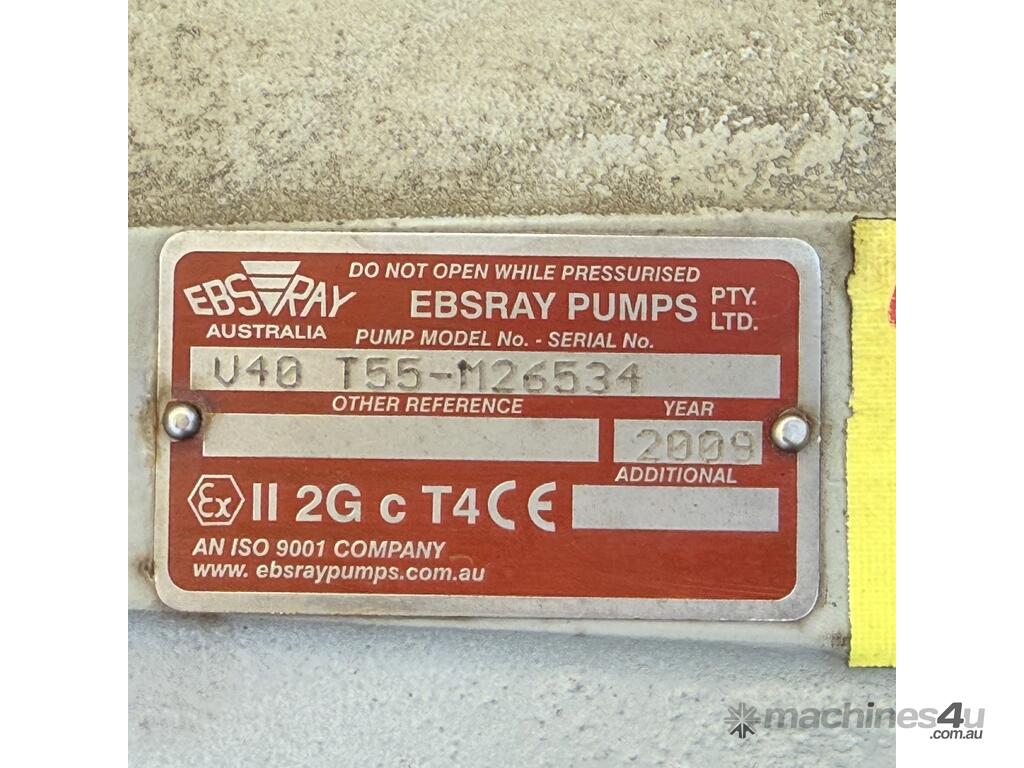 DO NOT OPEN WHILE PRESSURISED
EBSRAY
AUSTRALIA
EBSRAY PUMPS PTY. LTD.
PUMP MODEL No. - SERIAL No.
V40 T55-M26534
OTHER REFERENCE
YEAR
2009
ADDITIONAL
Ex II 2G c T4 CE
AN ISO 9001 COMPANY
www. ebsraypumps.com.au
machines4u
.com.au